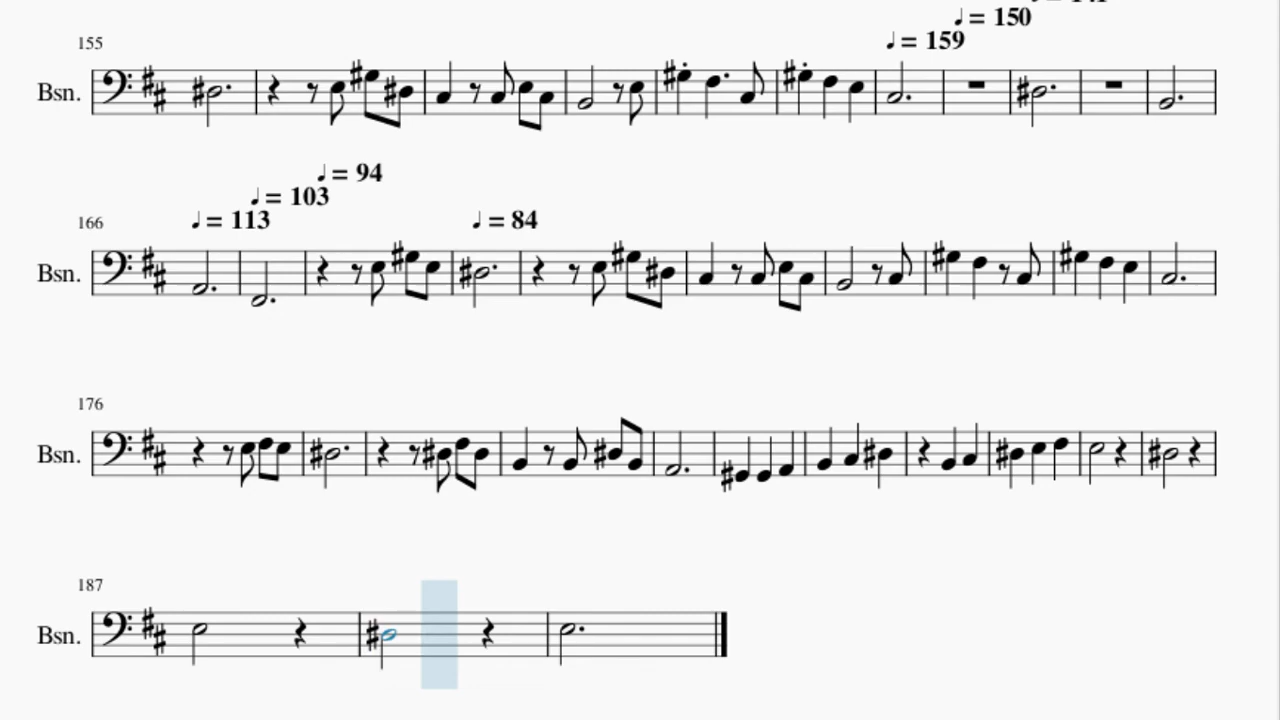 ♩= 150
♩= 159
155
Bsn.
♩= 94
♩= 103
♩= 113
♩= 84
166
Bsn.
176
Bsn.
187
Bsn.